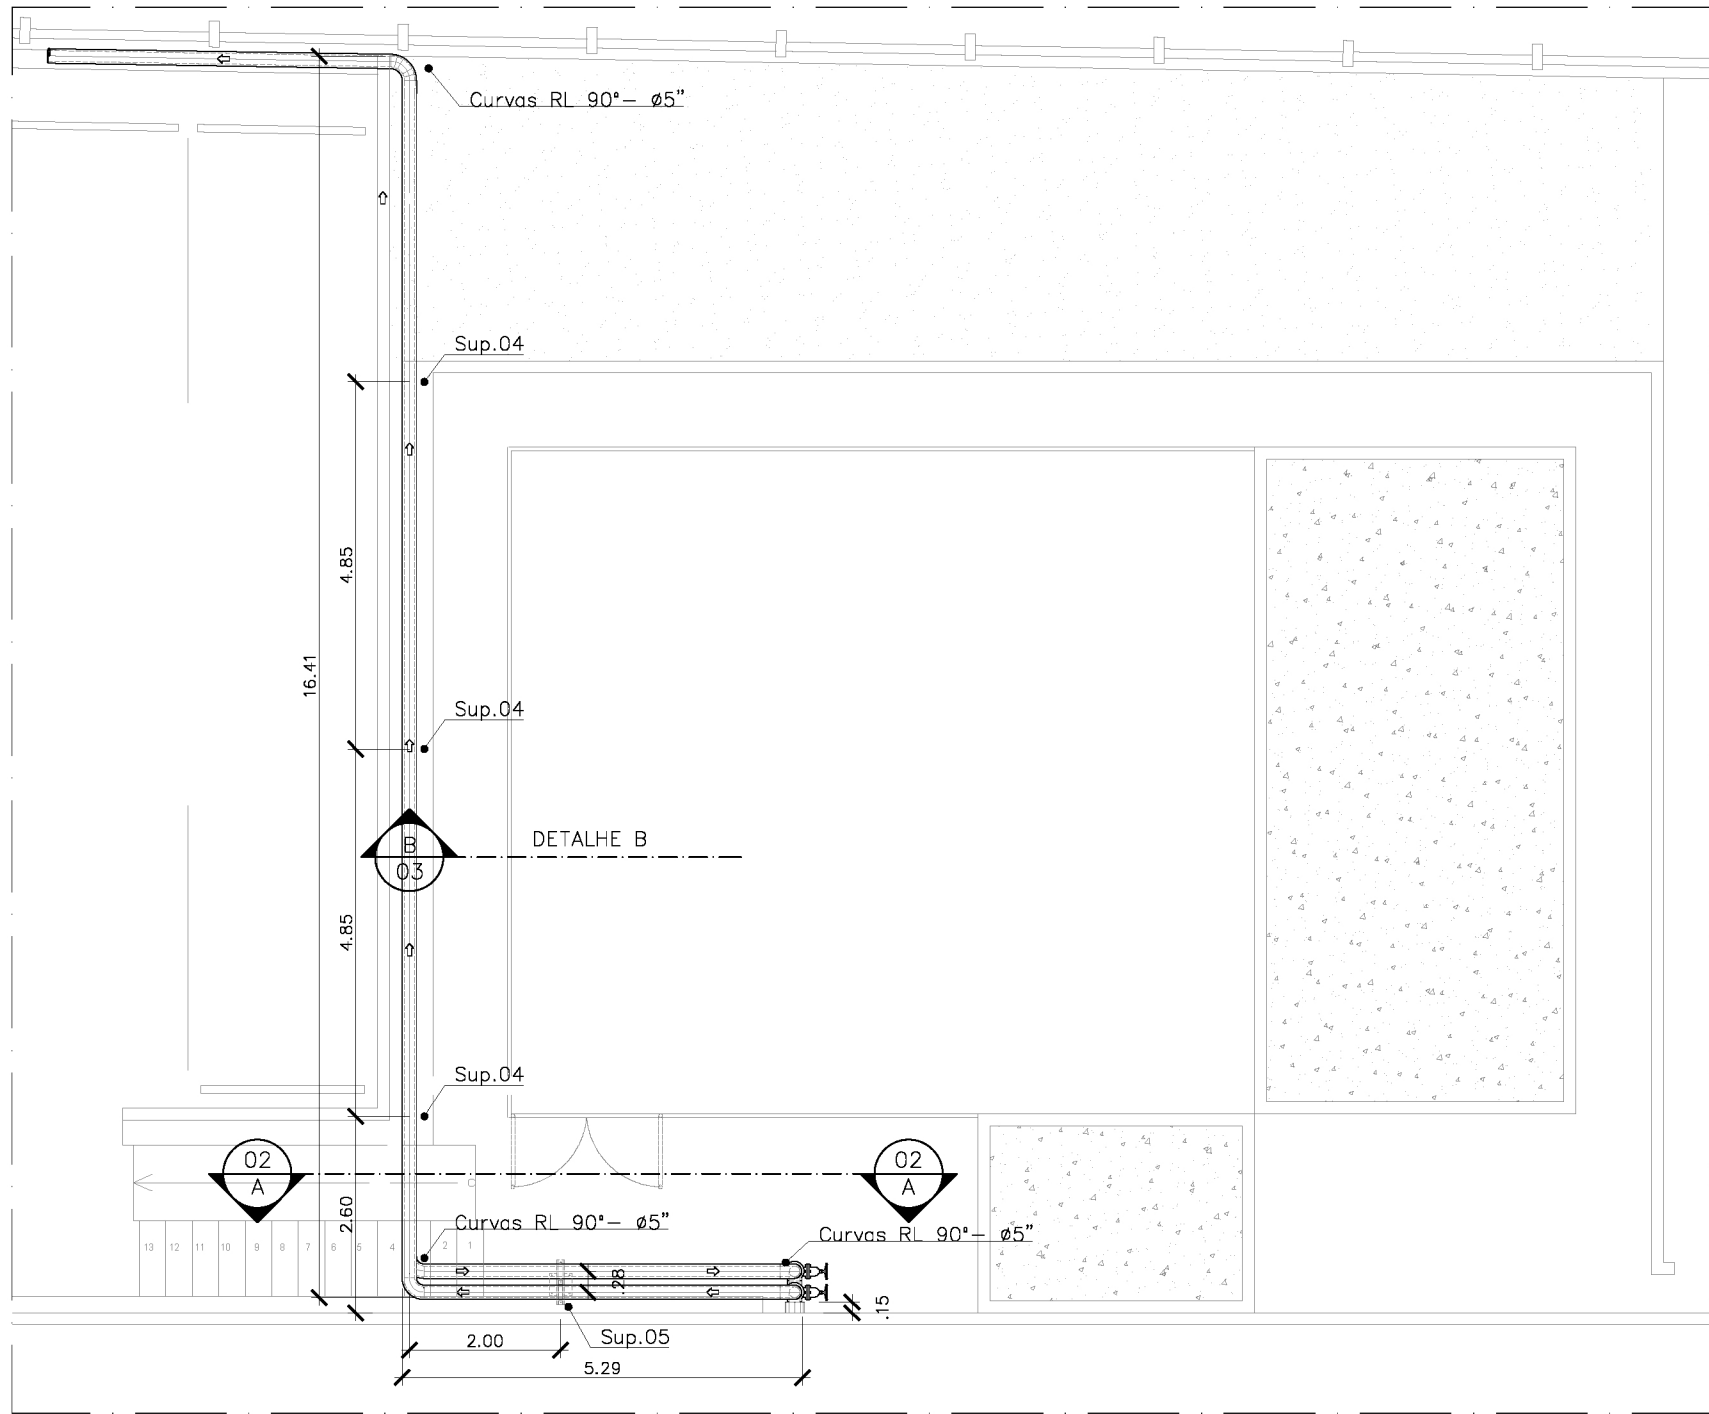 Curvas RL 90°– ø5”
Sup.04
4.85
16.41
Sup.04
DETALHE B
B
03
4.85
Sup.04
02
A
02
A
2.60
Curvas RL 90°– ø5”
Curvas RL 90°– ø5”
13 12 11 10 9 8 7 6 5 4 2 1
.28
.15
2.00
Sup.05
5.29